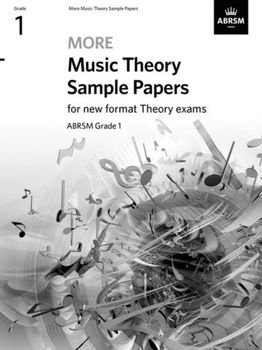 Grade
1
More Music Theory Sample Papers
ABRSM
MORE
Music Theory
Sample Papers
for new format Theory exams
ABRSM Grade 1